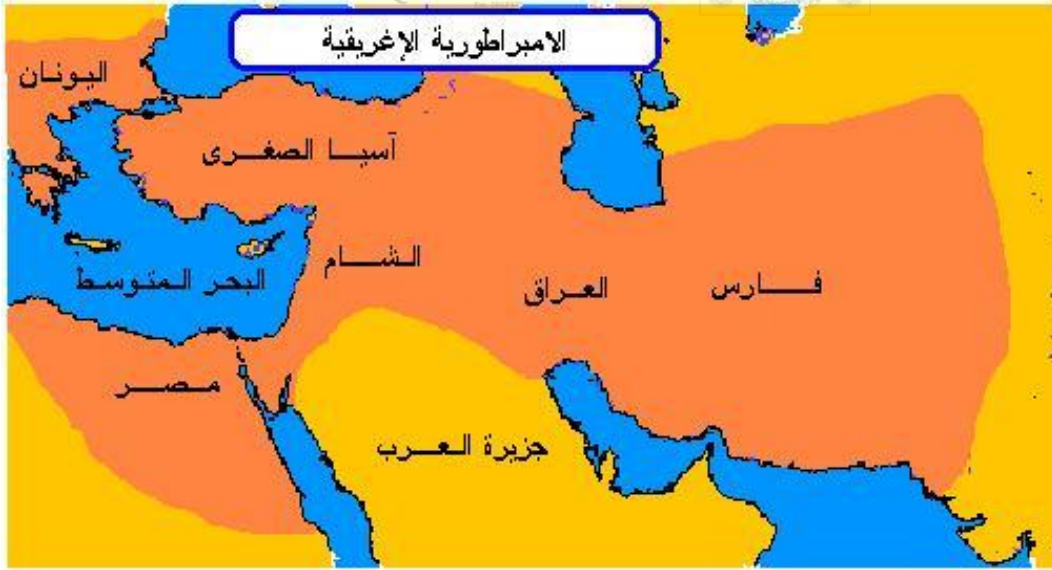 الامبراطورية الإغريقية
اليونان
آسيا الصغرى
البحر المتوسط
الشام
العراق
فارس
مصر
جزيرة العرب